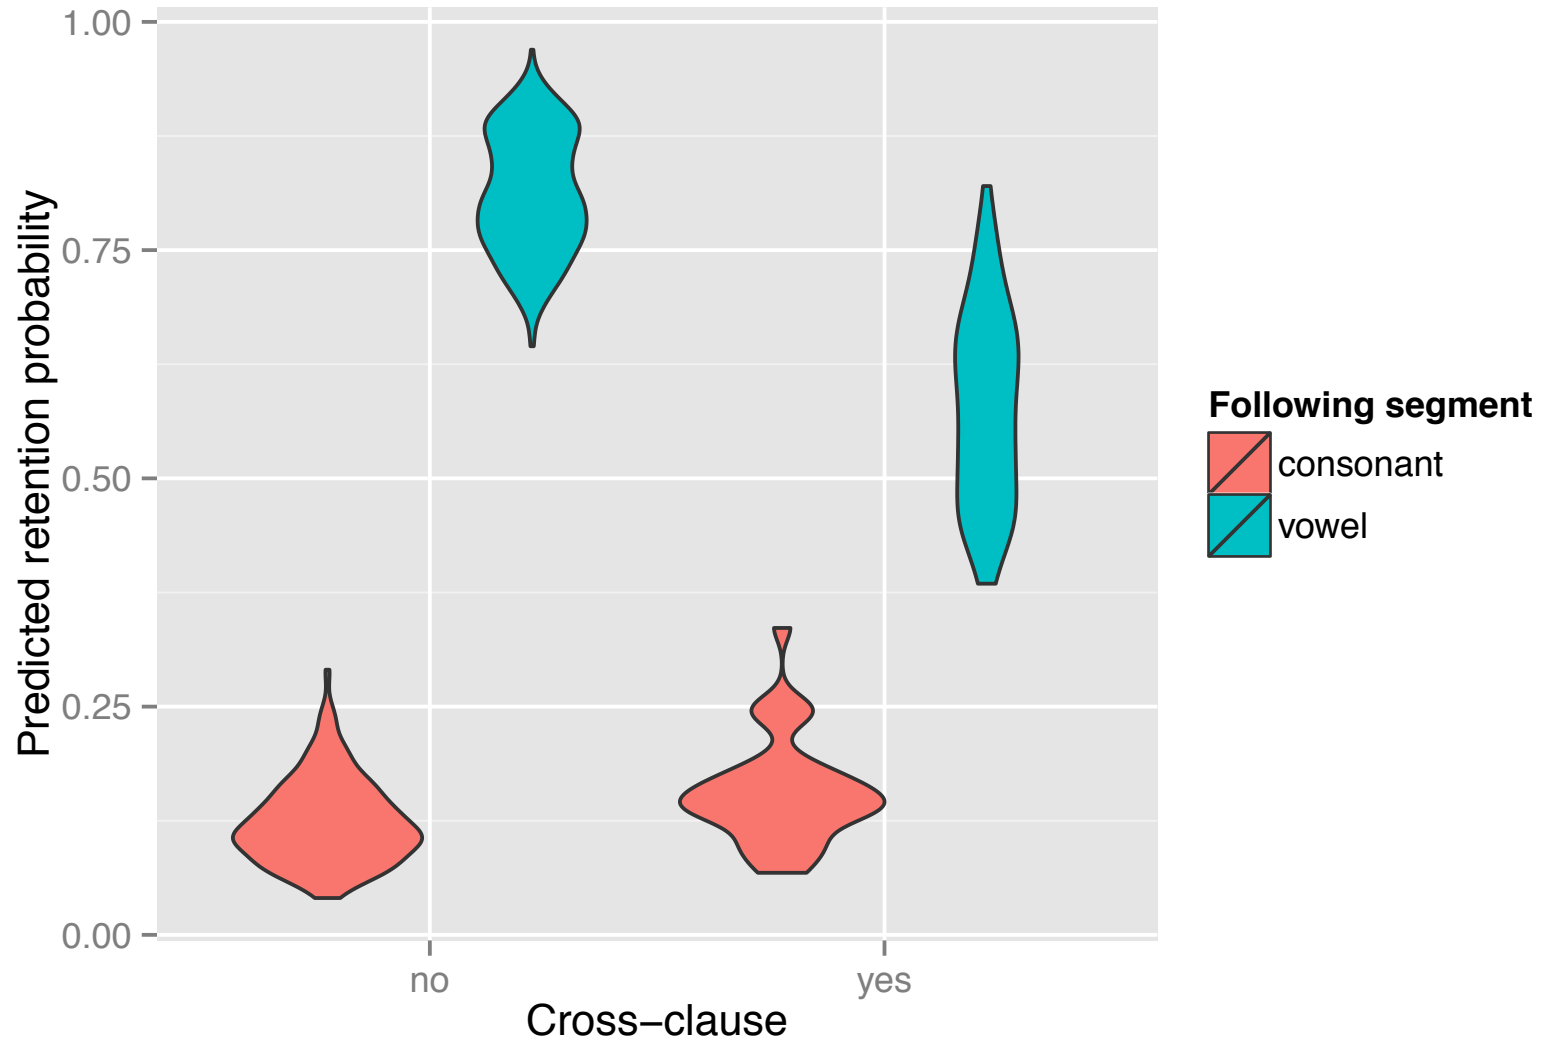 1.00
0.75
0.50
0.25
0.00
Predicted retention probability
no
yes
Cross−clause
Following segment
consonant
vowel